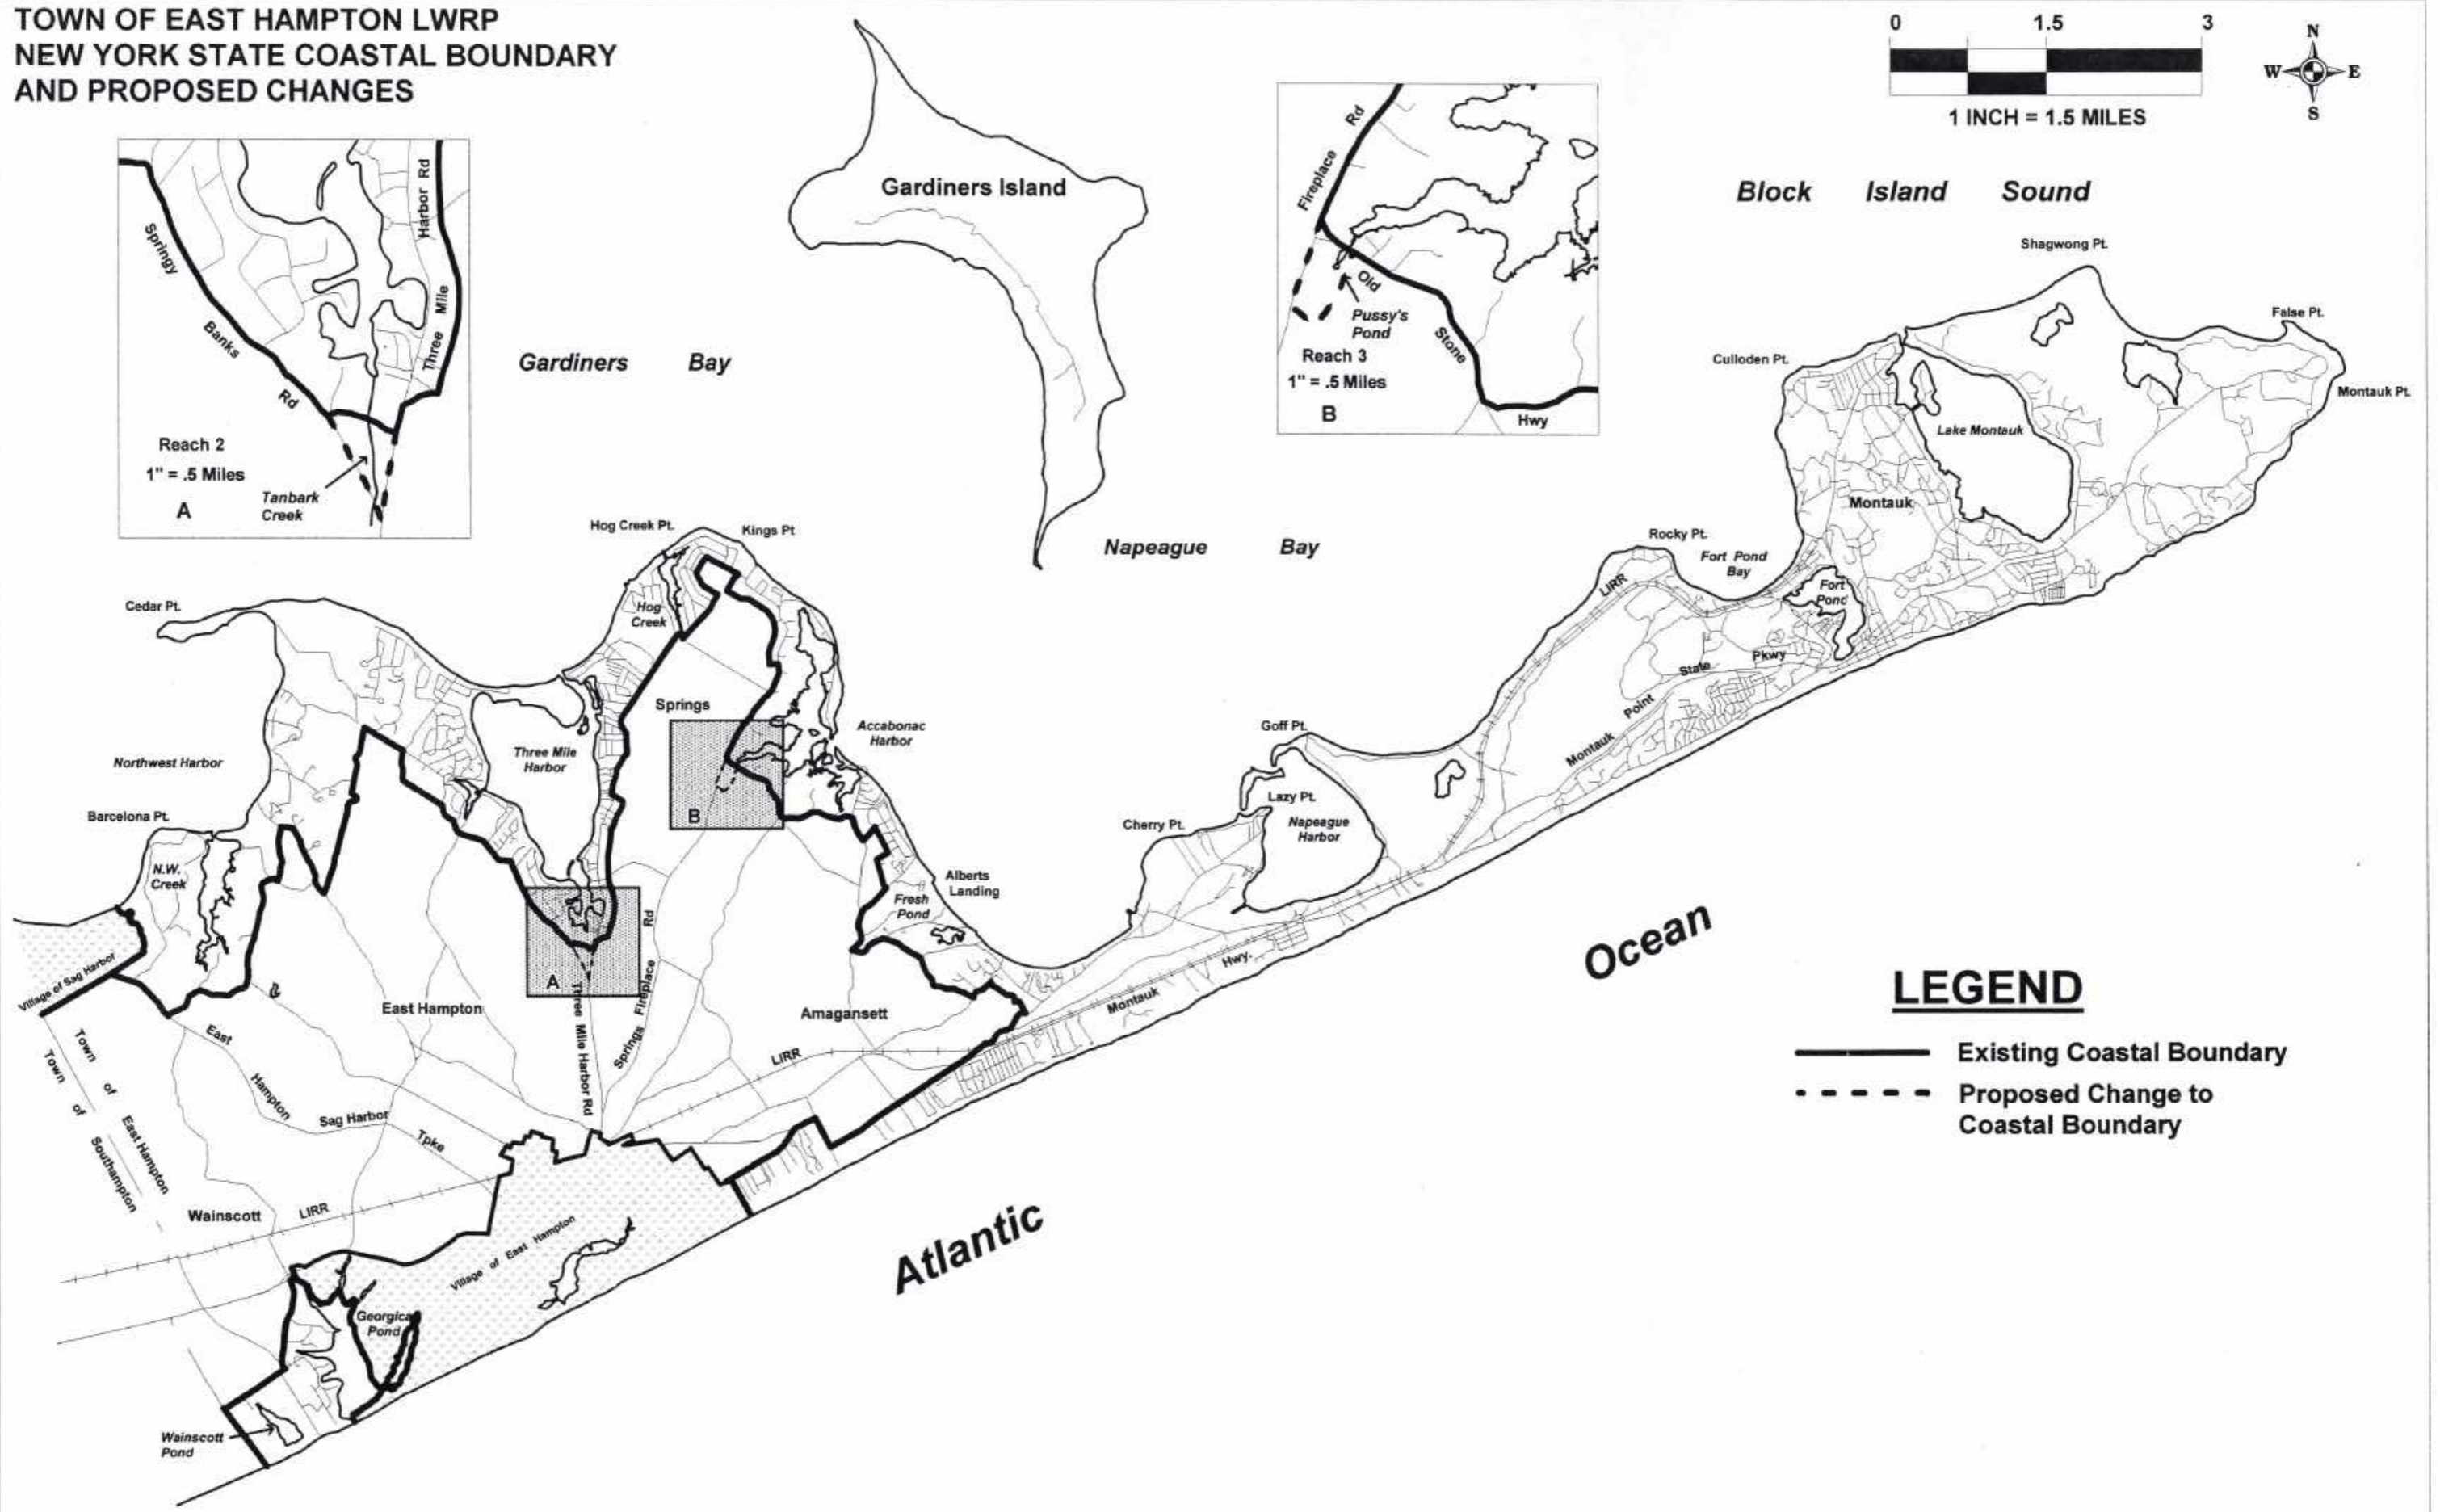 TOWN OF EAST HAMPTON LWRP
NEW YORK STATE COASTAL BOUNDARY
AND PROPOSED CHANGES
0 1.5 3
1 INCH = 1.5 MILES
N
W E
S
Springy
Banks
Rd
Harbor Rd
Three Mile
Reach 2
1" = .5 Miles
A
Tanbark
Creek
Gardiners Island
Gardiners Bay
Fireplace
Rd
Old
Stone
Hwy
Pussy's
Pond
Reach 3
1" = .5 Miles
B
Block Island Sound
Shagwong Pt.
False Pt.
Culloden Pt.
Montauk Pt.
Lake Montauk
Montauk
Napeague Bay
Rocky Pt.
Fort Pond
Bay
Fort
Pond
LIRR
Montauk Point State Pkwy
Hog Creek Pt.
Kings Pt
Cedar Pt.
Hog
Creek
Springs
Accabonac
Harbor
Three Mile
Harbor
Northwest Harbor
Barcelona Pt.
N.W.
Creek
B
A
Goff Pt.
Lazy Pt.
Napeague
Harbor
Cherry Pt.
Alberts
Landing
Fresh
Pond
Village of Sag Harbor
East Hampton
Three Mile Harbor Rd
Springs Fireplace Rd
Amagansett
LIRR
Montauk Hwy.
East Hampton Sag Harbor Tpke
Town of East Hampton
Town of Southampton
Wainscott
LIRR
Village of East Hampton
Georgica
Pond
Wainscott
Pond
Atlantic Ocean
LEGEND
Existing Coastal Boundary
Proposed Change to
Coastal Boundary